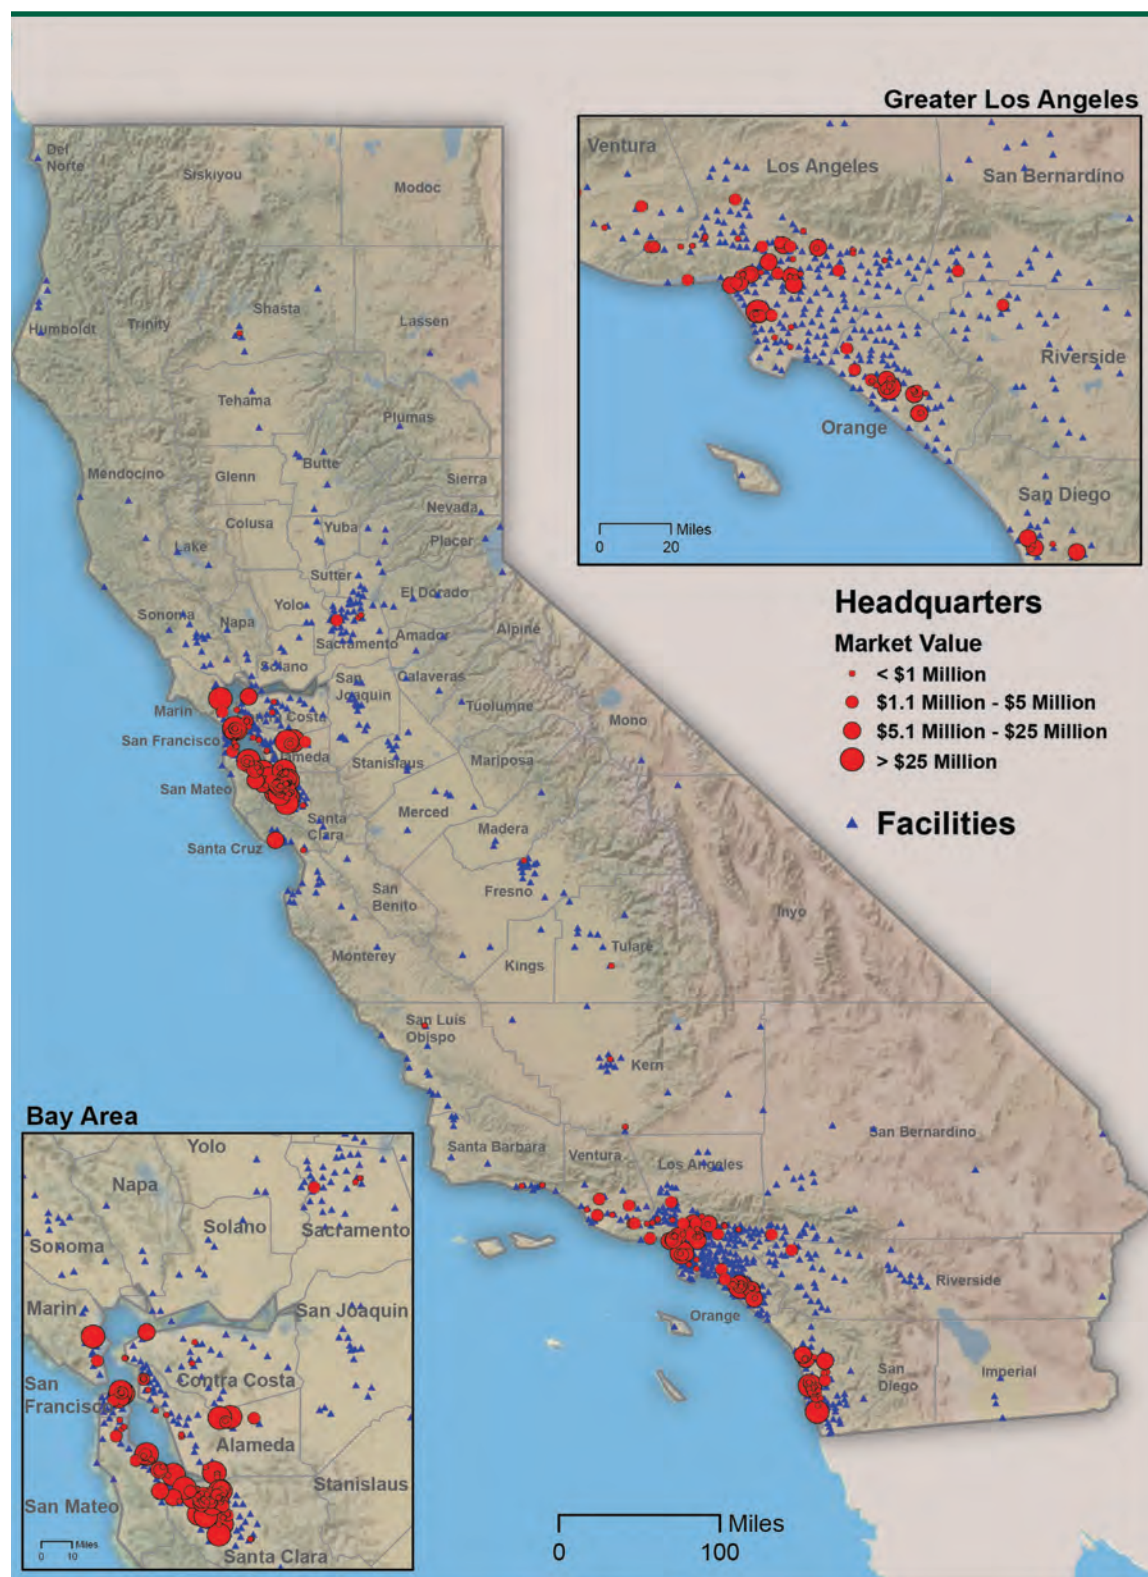 Greater Los Angeles
Ventura
Los Angeles
San Bernardino
Riverside
Orange
San Diego
Miles
0 20
Del
Norte
Siskiyou
Modoc
Shasta
Humboldt
Trinity
Lassen
Tehama
Plumas
Mendocino
Glenn
Butte
Sierra
Nevada
Colusa
Yuba
Placer
Lake
Sutter
El Dorado
Sonoma
Napa
Yolo
Sacramento
Amador
Alpine
Solano
San
Joaquin
Calaveras
Marin
Costa
Tuolumne
Mono
San Francisco
Stanislaus
Mariposa
San Mateo
Merced
Santa
Clara
Madera
Santa Cruz
Fresno
San
Benito
Inyo
Monterey
Tulare
Kings
San Luis
Obispo
Kern
Santa Barbara
Ventura
Los Angeles
San Bernardino
Riverside
Orange
San
Diego
Imperial
Headquarters
Market Value
< $1 Million
$1.1 Million - $5 Million
$5.1 Million - $25 Million
> $25 Million
Facilities
Bay Area
Yolo
Napa
Solano
Sacramento
Sonoma
Marin
San Joaquin
Contra Costa
San
Francisco
Alameda
Stanislaus
San Mateo
Santa Clara
Miles
0 10
Miles
0 100